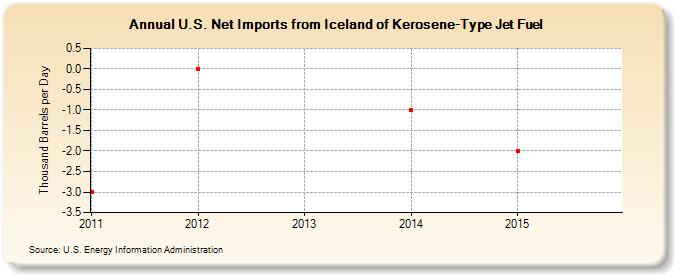 Annual U.S. Net Imports from Iceland of Kerosene-Type Jet Fuel
Thousand Barrels per Day
0.5
0.0
-0.5
-1.0
-1.5
-2.0
-2.5
-3.0
-3.5
2011 2012 2013 2014 2015
Source: U.S. Energy Information Administration